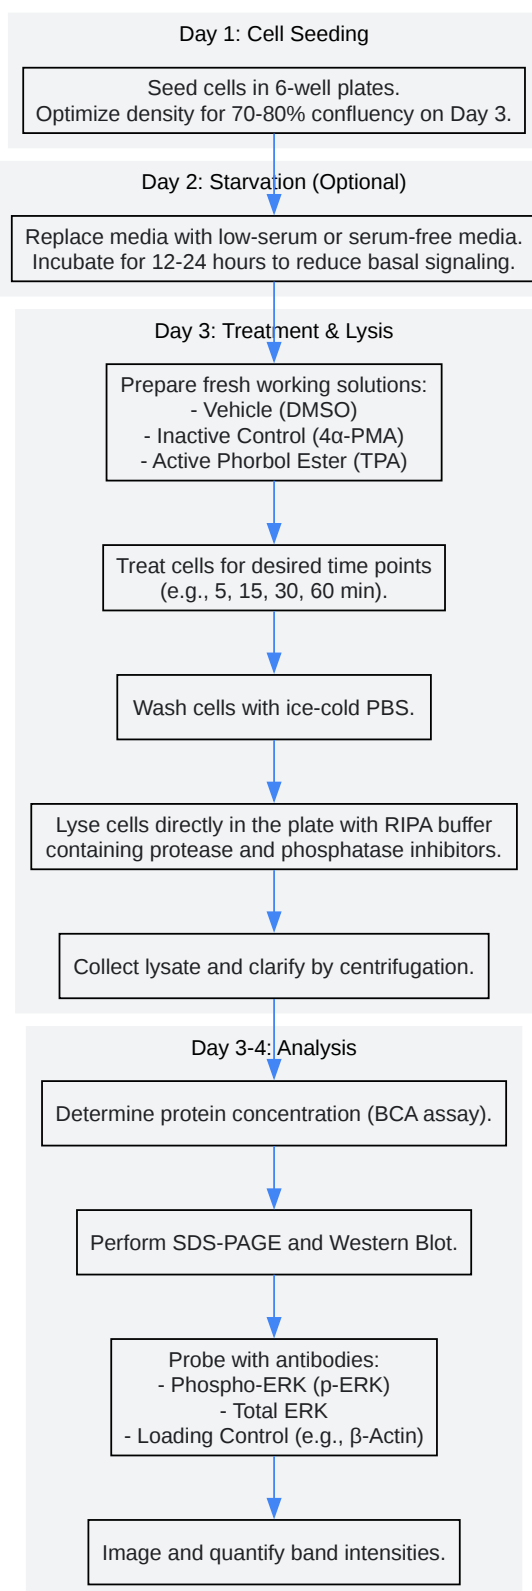 Day 1: Cell Seeding
Seed cells in 6-well plates.
Optimize density for 70-80% confluency on Day 3.
Day 2: Starvation (Optional)
Replace media with low-serum or serum-free media.
Incubate for 12-24 hours to reduce basal signaling.
Day 3: Treatment & Lysis
Prepare fresh working solutions:
- Vehicle (DMSO)
- Inactive Control (4α-PMA)
- Active Phorbol Ester (TPA)
Treat cells for desired time points
(e.g., 5, 15, 30, 60 min).
Wash cells with ice-cold PBS.
Lyse cells directly in the plate with RIPA buffer
containing protease and phosphatase inhibitors.
Collect lysate and clarify by centrifugation.
Day 3-4: Analysis
Determine protein concentration (BCA assay).
Perform SDS-PAGE and Western Blot.
Probe with antibodies:
- Phospho-ERK (p-ERK)
- Total ERK
- Loading Control (e.g., β-Actin)
Image and quantify band intensities.